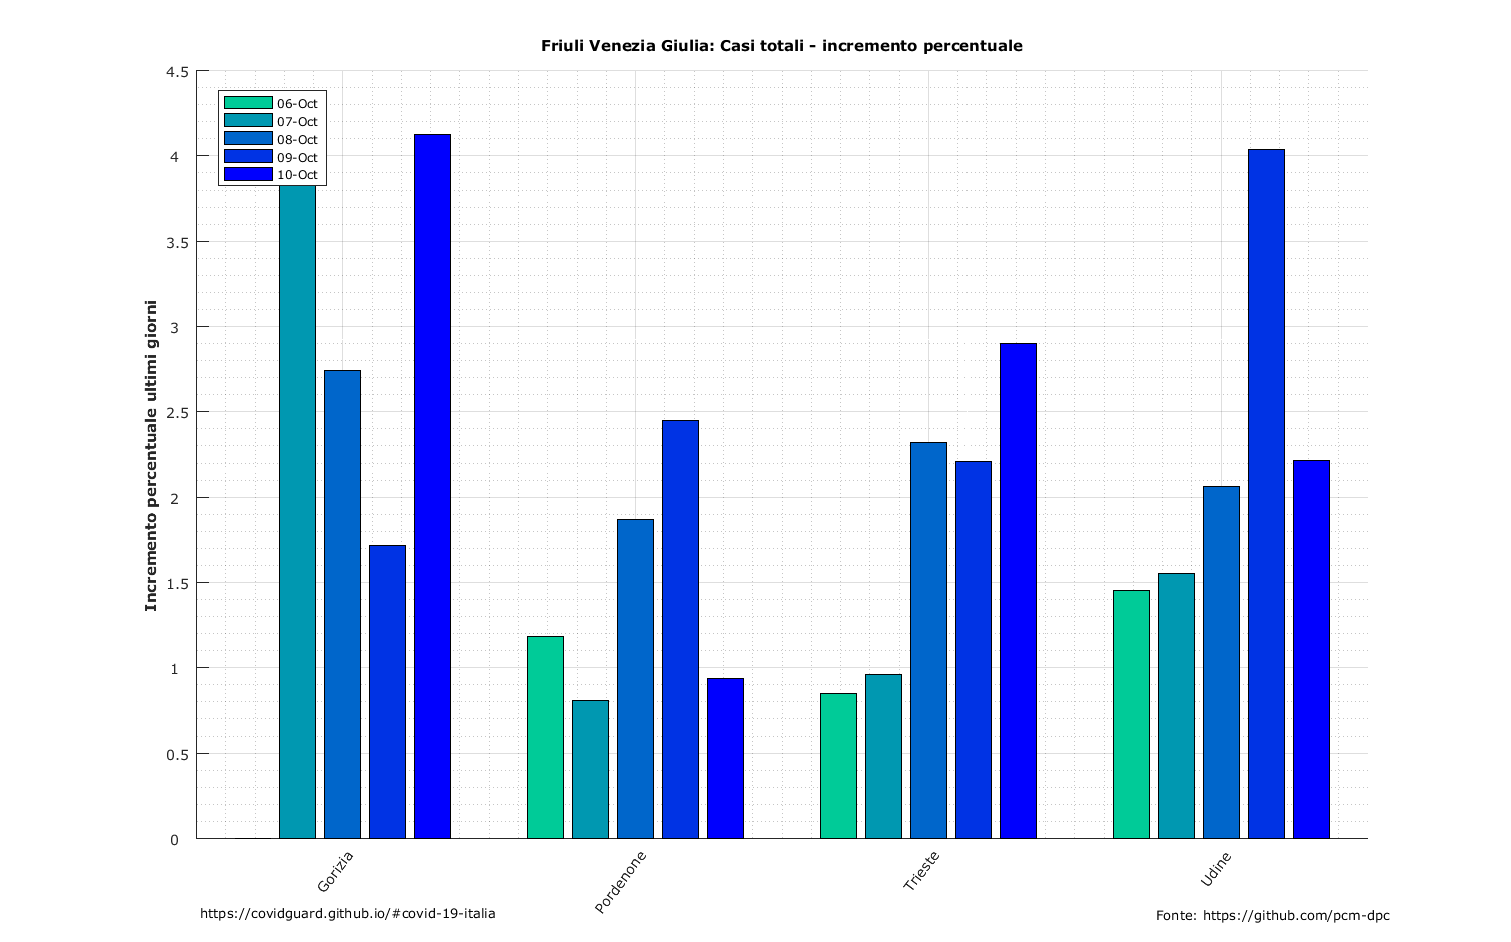 Friuli Venezia Giulia: Casi totali - incremento percentuale
4.5
4
3.5
3
2.5
2
1.5
1
0.5
0
Incremento percentuale ultimi giorni
06-Oct
07-Oct
08-Oct
09-Oct
10-Oct
Gorizia
Pordenone
Trieste
Udine
https://covidguard.github.io/#covid-19-italia
Fonte: https://github.com/pcm-dpc